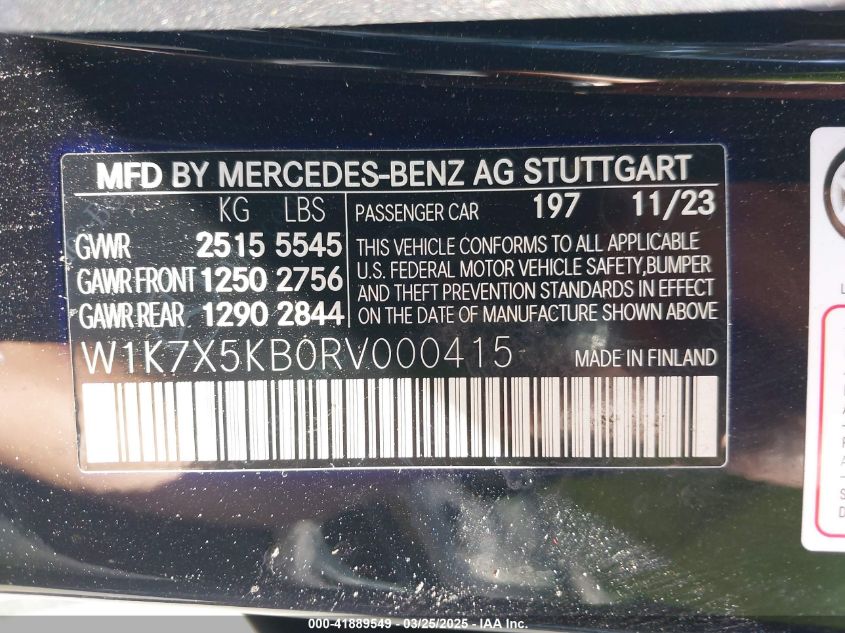 MFD BY MERCEDES-BENZ AG STUTTGART
KG LBS
GVWR 2515 5545
GAWR FRONT 1250 2756
GAWR REAR 1290 2844
PASSENGER CAR 197 11/23
THIS VEHICLE CONFORMS TO ALL APPLICABLE
U.S. FEDERAL MOTOR VEHICLE SAFETY,BUMPER
AND THEFT PREVENTION STANDARDS IN EFFECT
ON THE DATE OF MANUFACTURE SHOWN ABOVE
W1K7X5KB0RV000415 MADE IN FINLAND
000-41889549 - 03/25/2025 - IAA Inc.